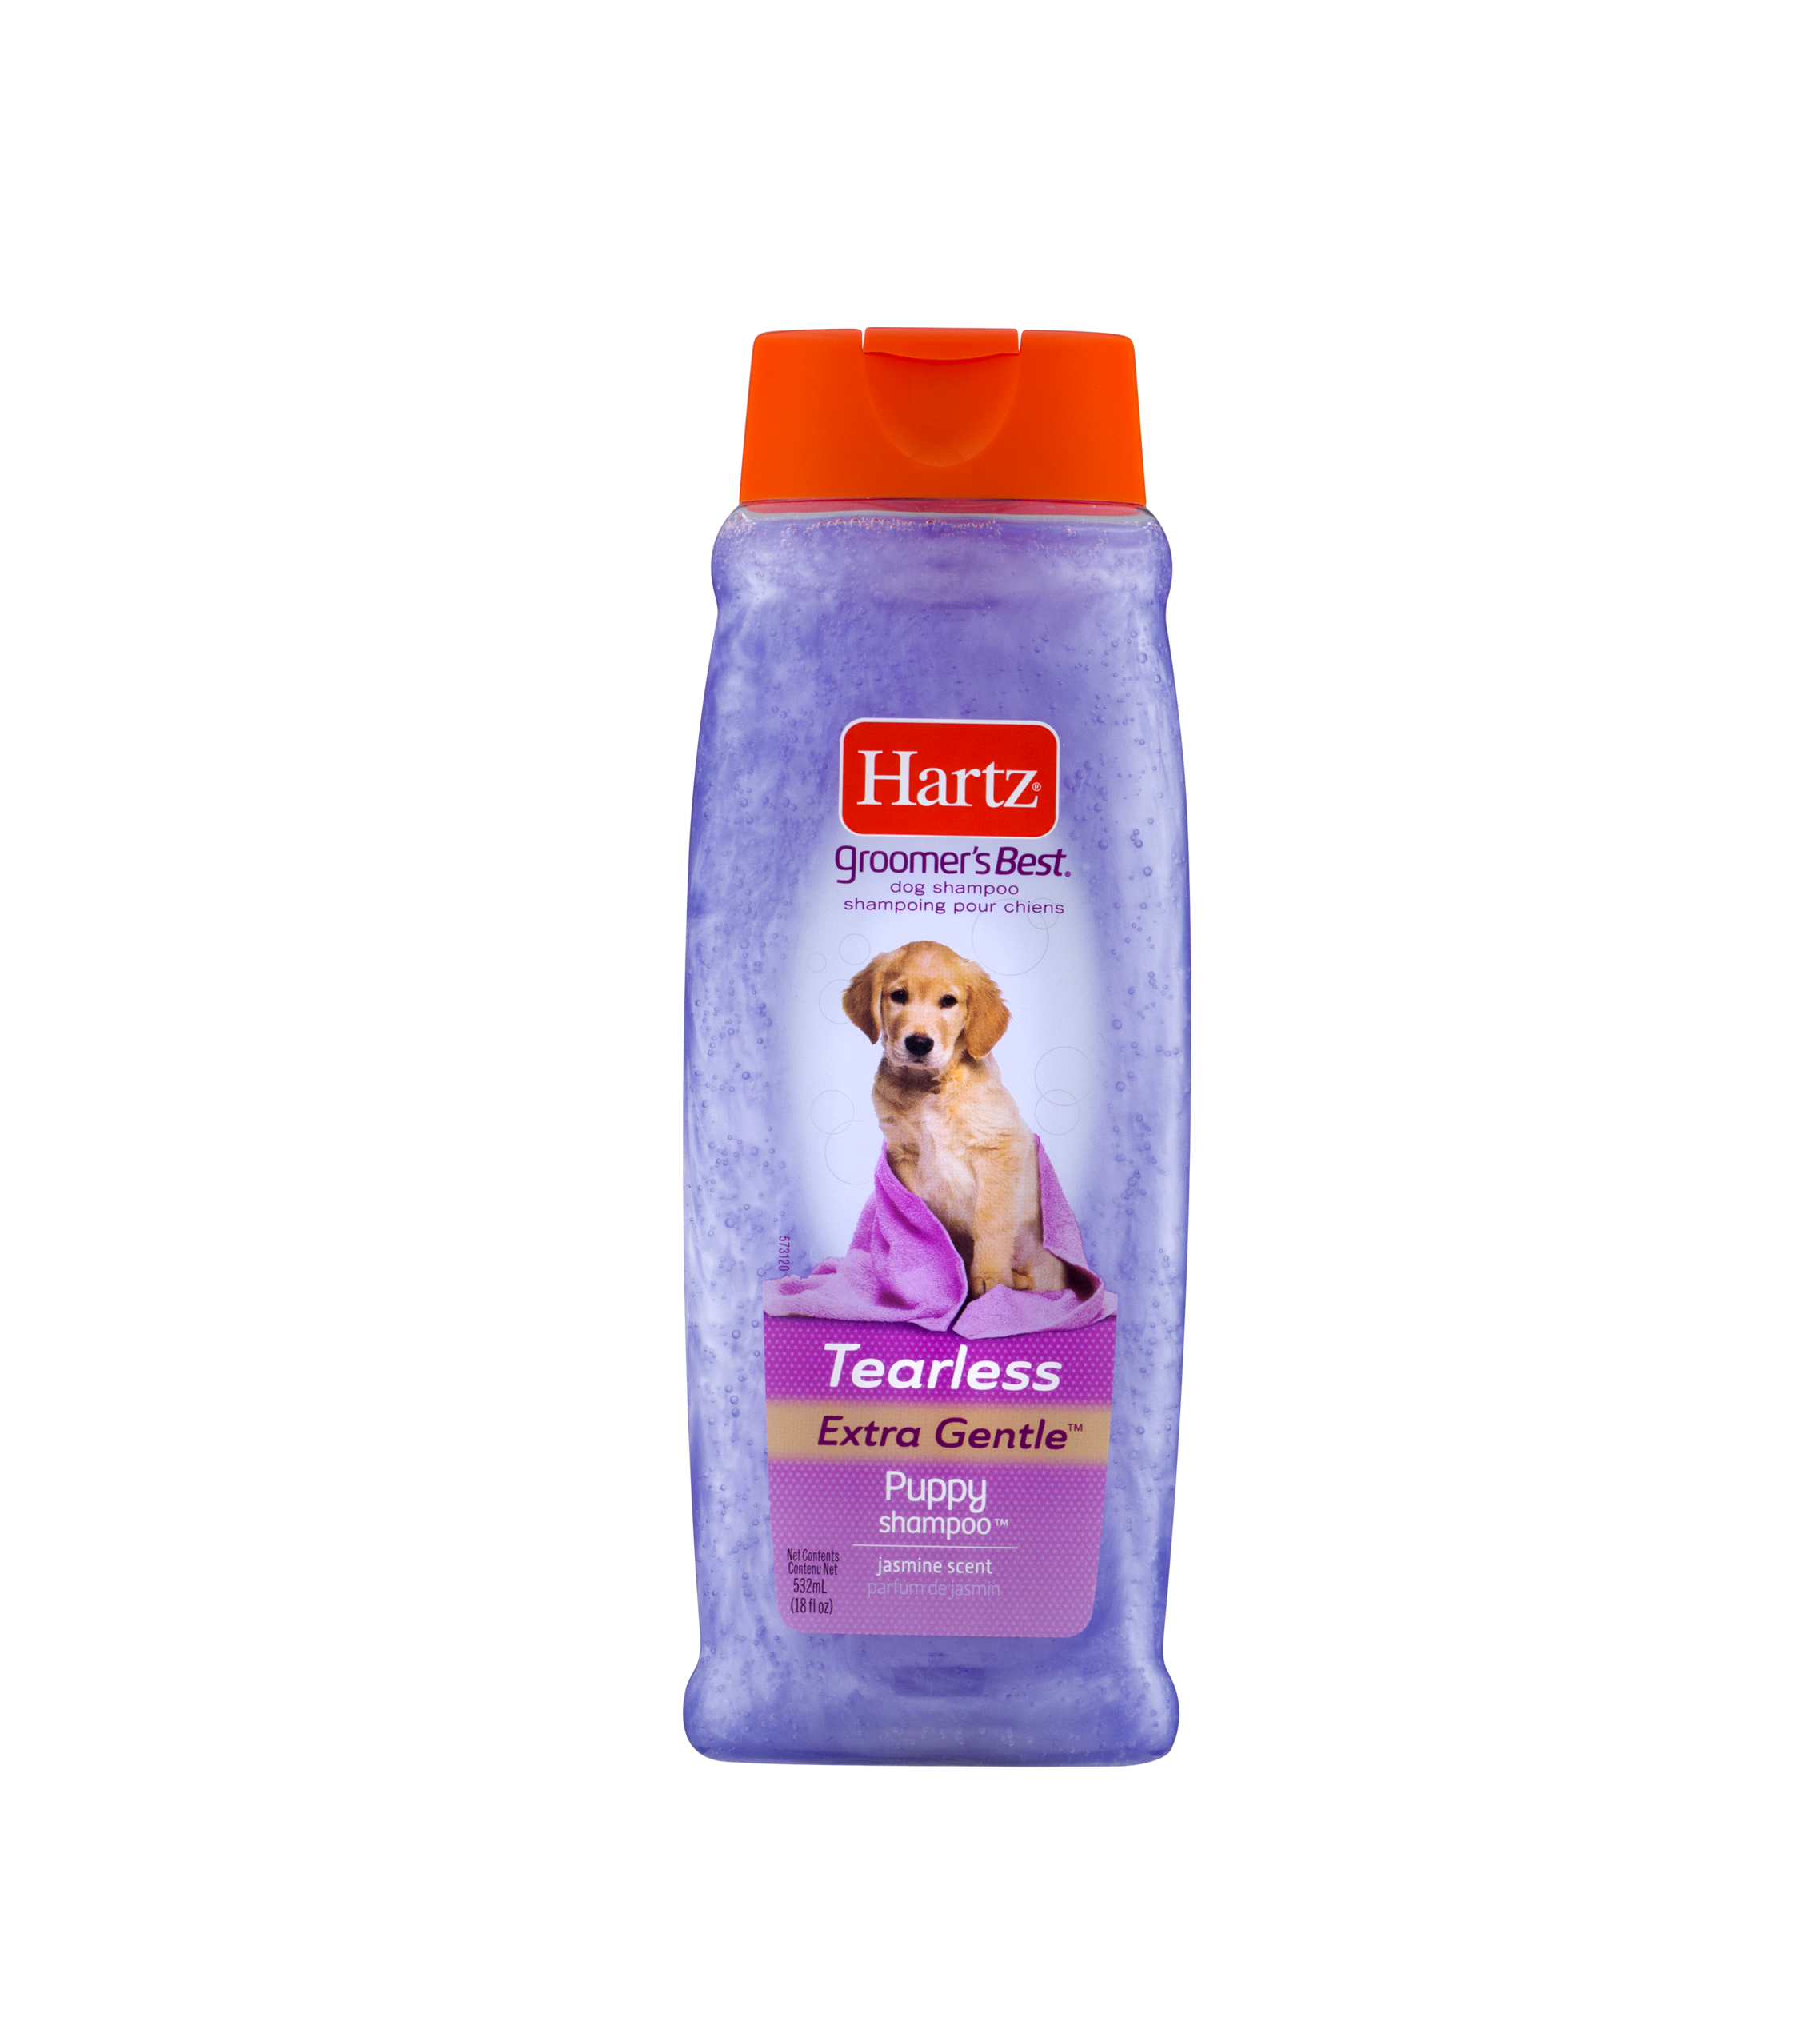 Hartz®
groomer's Best®
dog shampoo
shampoing pour chiens
573120
Tearless
Extra Gentle™
Puppy
shampoo™
jasmine scent
parfum de jasmin
Net Contents
Contenu Net
532mL
(18 fl oz)